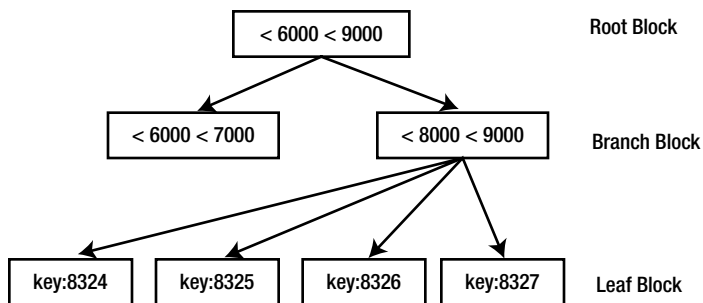 < 6000 < 9000
Root Block
< 6000 < 7000
< 8000 < 9000
Branch Block
key:8324
key:8325
key:8326
key:8327
Leaf Block